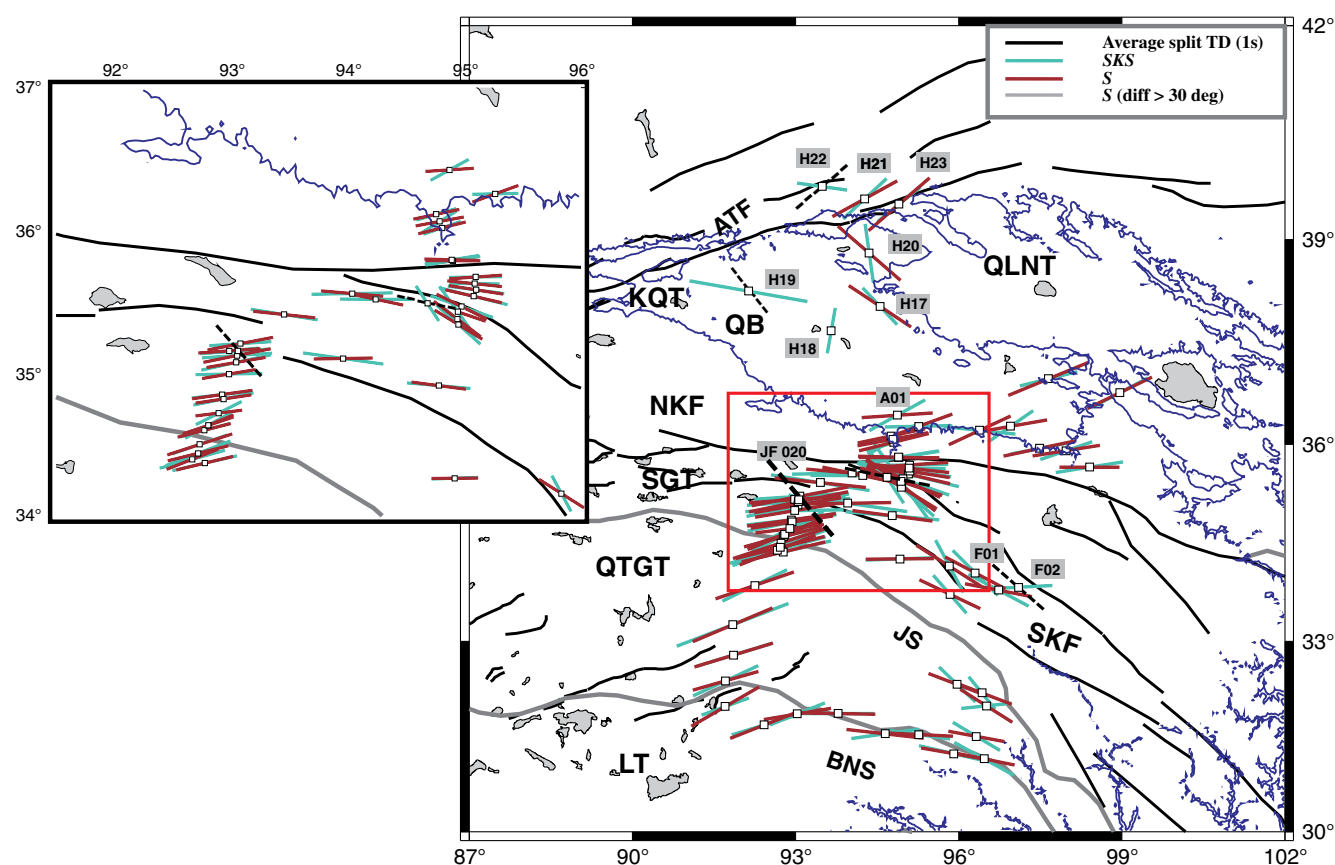 42°
Average split TD (1s)
SKS
S
S (diff > 30 deg)
92°
93°
94°
95°
96°
37°
36°
35°
34°
H22
H21
H23
ATF
H20
QLNT
39°
H19
KQT
H17
QB
H18
NKF
A01
36°
JF 020
SGT
QTGT
F01
F02
JS
SKF
33°
LT
BNS
30°
87°
90°
93°
96°
99°
102°